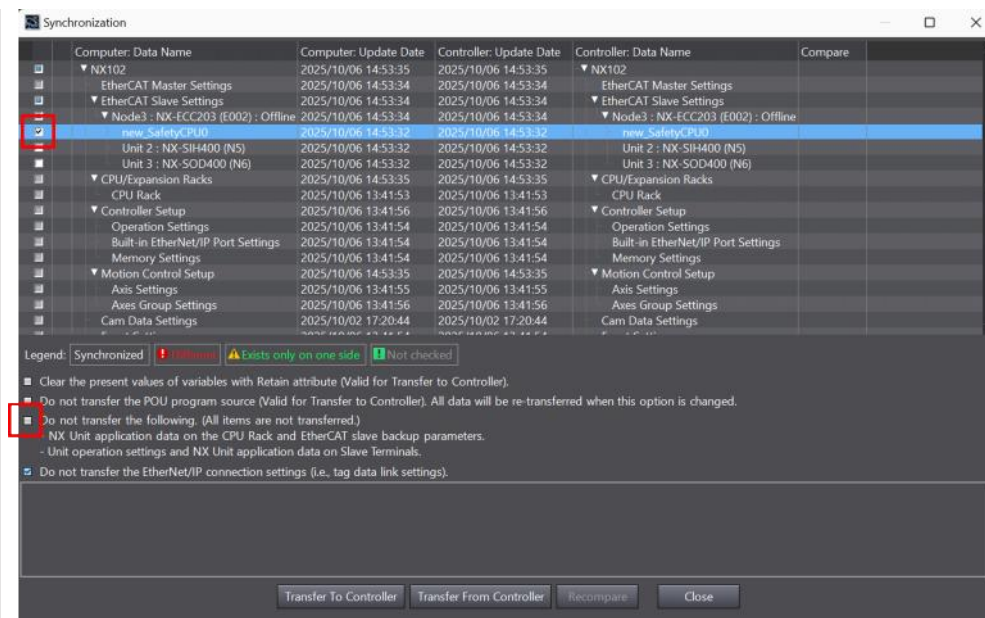 Synchronization
Computer: Data Name Computer: Update Date Controller: Update Date Controller: Data Name Compare
▼ NX102 2025/10/06 14:53:35 2025/10/06 14:53:35 ▼ NX102
EtherCAT Master Settings 2025/10/06 14:53:34 2025/10/06 14:53:34 EtherCAT Master Settings
▼ EtherCAT Slave Settings 2025/10/06 14:53:34 2025/10/06 14:53:34 ▼ EtherCAT Slave Settings
▼ Node3 : NX-ECC203 (E002) : Offline 2025/10/06 14:53:34 2025/10/06 14:53:34 ▼ Node3 : NX-ECC203 (E002) : Offline
new_SafetyCPU0 2025/10/06 14:53:32 2025/10/06 14:53:32 new_SafetyCPU0
Unit 2 : NX-SIH400 (N5) 2025/10/06 14:53:32 2025/10/06 14:53:32 Unit 2 : NX-SIH400 (N5)
Unit 3 : NX-SOD400 (N6) 2025/10/06 14:53:32 2025/10/06 14:53:32 Unit 3 : NX-SOD400 (N6)
▼ CPU/Expansion Racks 2025/10/06 14:53:35 2025/10/06 14:53:35 ▼ CPU/Expansion Racks
CPU Rack 2025/10/06 13:41:53 2025/10/06 13:41:53 CPU Rack
▼ Controller Setup 2025/10/06 13:41:56 2025/10/06 13:41:56 ▼ Controller Setup
Operation Settings 2025/10/06 13:41:54 2025/10/06 13:41:54 Operation Settings
Built-in EtherNet/IP Port Settings 2025/10/06 13:41:54 2025/10/06 13:41:54 Built-in EtherNet/IP Port Settings
Memory Settings 2025/10/06 13:41:54 2025/10/06 13:41:54 Memory Settings
▼ Motion Control Setup 2025/10/06 14:53:35 2025/10/06 14:53:35 ▼ Motion Control Setup
Axis Settings 2025/10/06 13:41:55 2025/10/06 13:41:55 Axis Settings
Axes Group Settings 2025/10/06 13:41:56 2025/10/06 13:41:56 Axes Group Settings
Cam Data Settings 2025/10/02 17:20:44 2025/10/02 17:20:44 Cam Data Settings
Legend: Synchronized Exists only on one side Not checked
Clear the present values of variables with Retain attribute (Valid for Transfer to Controller).
Do not transfer the POU program source (Valid for Transfer to Controller). All data will be re-transferred when this option is changed.
Do not transfer the following. (All items are not transferred.)
- NX Unit application data on the CPU Rack and EtherCAT slave backup parameters.
- Unit operation settings and NX Unit application data on Slave Terminals.
Do not transfer the EtherNet/IP connection settings (i.e., tag data link settings).
Transfer To Controller Transfer From Controller Recompare Close